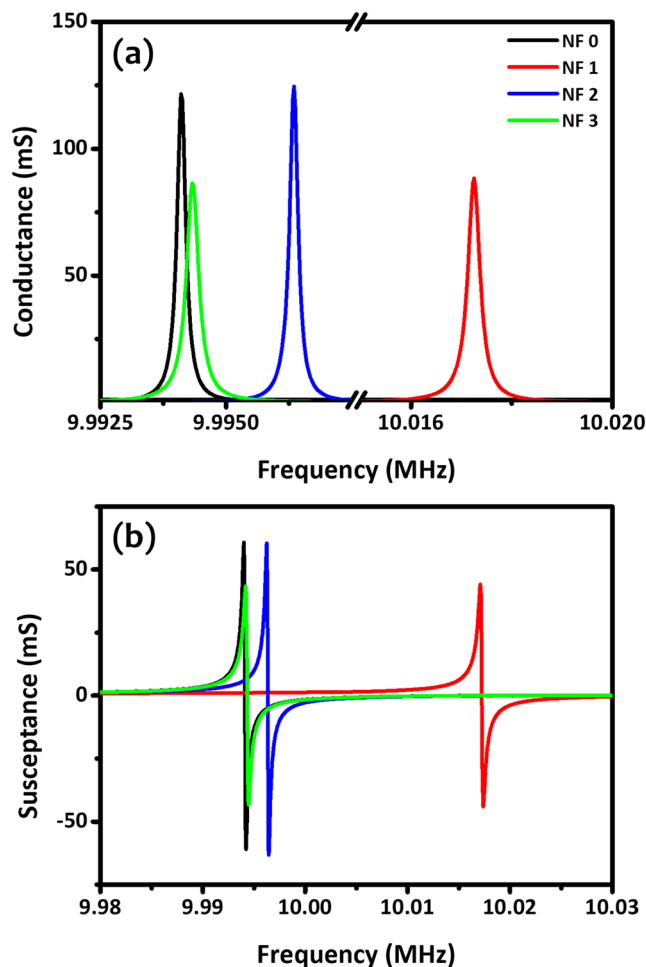 (a)
150
100
50
Conductance (mS)
NF 0
NF 1
NF 2
NF 3
9.9925 9.9950 10.016 10.020
Frequency (MHz)
(b)
50
0
-50
Susceptance (mS)
9.98 9.99 10.00 10.01 10.02 10.03
Frequency (MHz)